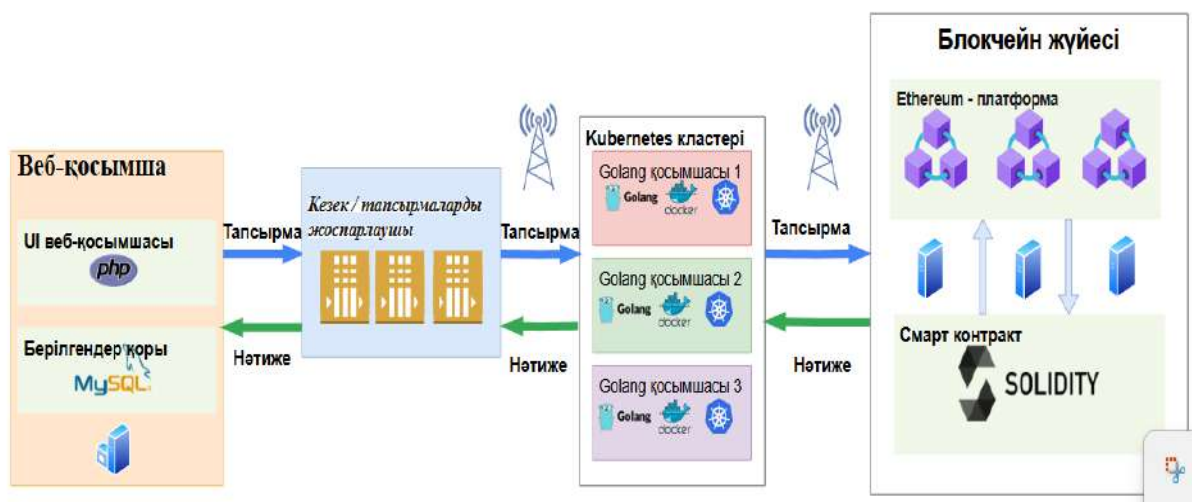 Веб-қосымша
UI веб-қосымшасы
php
Берілгендер қоры
MySQL
Тапсырма
Нәтиже
Кезек / тапсырмаларды
жоспарлаушы
Тапсырма
Нәтиже
Kubernetes кластері
Golang қосымшасы 1
Golang
docker
Golang қосымшасы 2
Golang
docker
Golang қосымшасы 3
Golang
docker
Тапсырма
Нәтиже
Блокчейн жүйесі
Ethereum - платформа
Смарт контракт
SOLIDITY